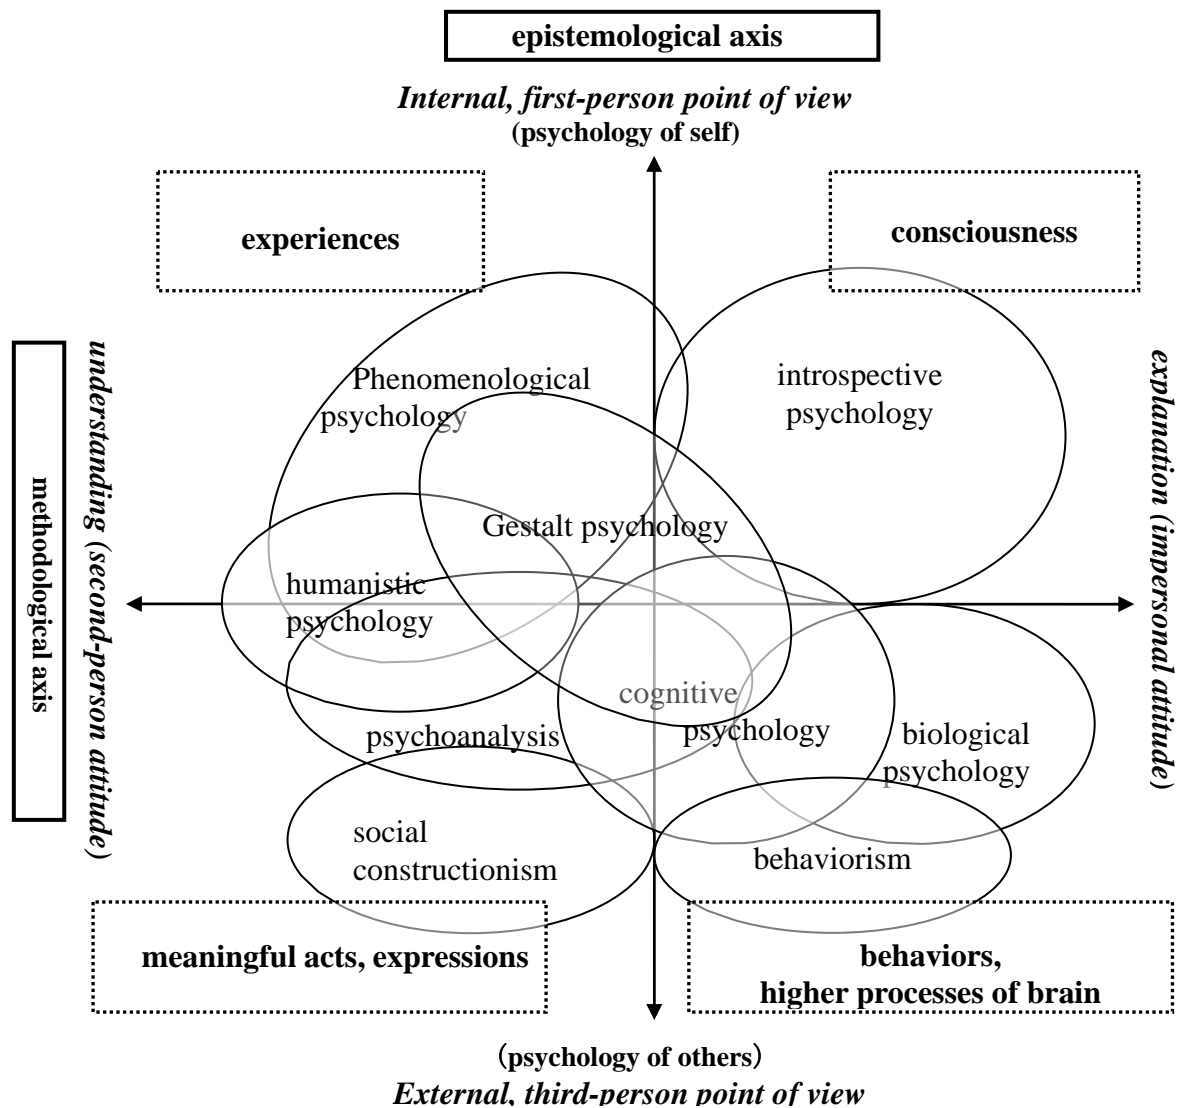 epistemological axis
Internal, first-person point of view
(psychology of self)
experiences
consciousness
understanding (second-person attitude)
methodological axis
explanation (impersonal attitude)
Phenomenological
psychology
introspective
psychology
Gestalt psychology
humanistic
psychology
cognitive
psychology
psychoanalysis
biological
psychology
social
constructionism
behaviorism
meaningful acts, expressions
behaviors,
higher processes of brain
(psychology of others)
External, third-person point of view